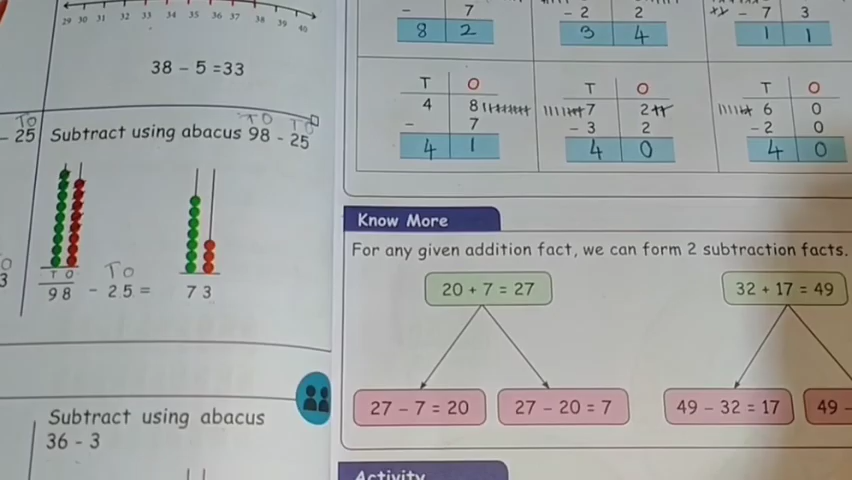 29 30 31 32 33 34 35 36 37 38 39 40
38 - 5 =33
T O
- 25
Subtract using abacus 98 - 25
T O T O
T O
98 - 25 = 73
T O
3
Subtract using abacus
36 - 3
- 7
8 2
- 2 2
3 4
- 7 3
1 1
T O
4 8
- 7
4 1
T O
7 2
- 3 2
4 0
T O
6 0
- 2 0
4 0
Know More
For any given addition fact, we can form 2 subtraction facts.
20 + 7 = 27
32 + 17 = 49
27 - 7 = 20
27 - 20 = 7
49 - 32 = 17
49 -
Activity